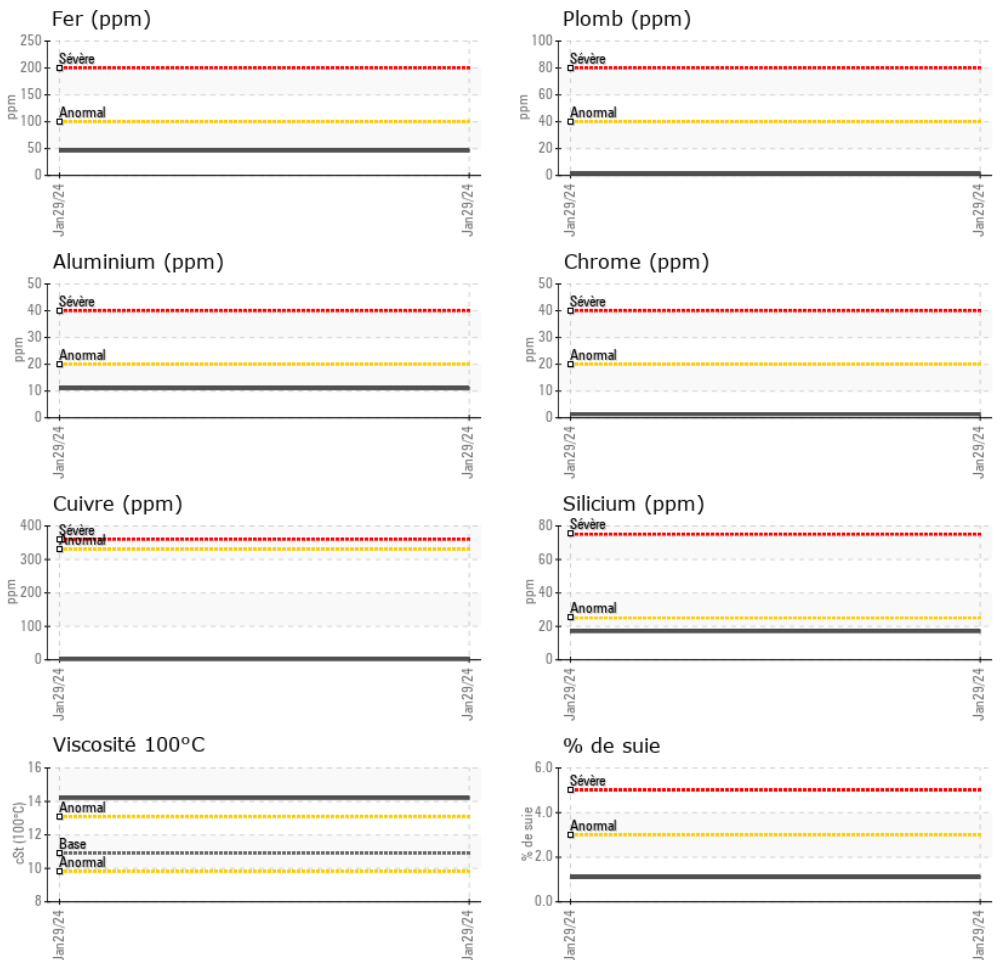 Fer (ppm)
250
200
150
100
50
0
ppm
Sévère
Anormal
Jan29/24
Jan29/24
Plomb (ppm)
100
80
60
40
20
0
ppm
Sévère
Anormal
Jan29/24
Jan29/24
Aluminium (ppm)
50
40
30
20
10
0
ppm
Sévère
Anormal
Jan29/24
Jan29/24
Chrome (ppm)
50
40
30
20
10
0
ppm
Sévère
Anormal
Jan29/24
Jan29/24
Cuivre (ppm)
400
300
200
100
0
ppm
Sévère
Anormal
Jan29/24
Jan29/24
Silicium (ppm)
80
60
40
20
0
ppm
Sévère
Anormal
Jan29/24
Jan29/24
Viscosité 100°C
16
14
12
10
8
cSt (100°C)
Anormal
Base
Anormal
Jan29/24
Jan29/24
% de suie
6.0
4.0
2.0
0.0
% de suie
Sévère
Anormal
Jan29/24
Jan29/24